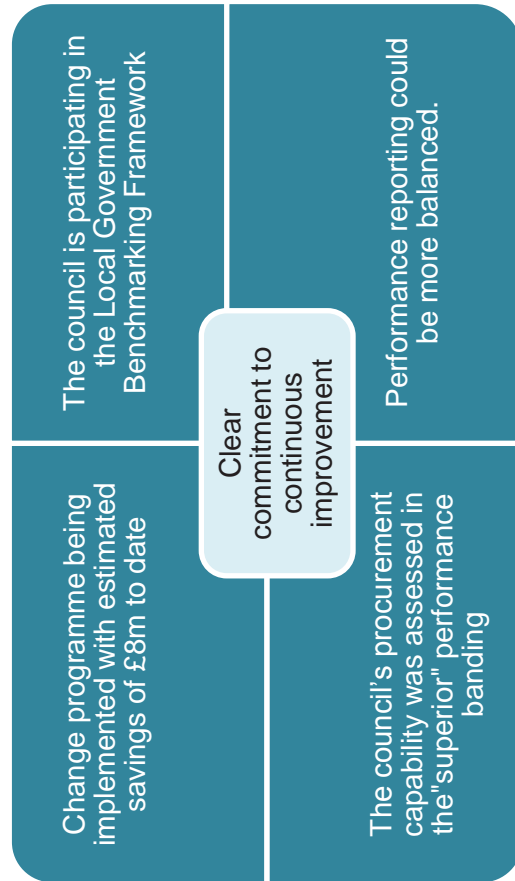 Change programme being
implemented with estimated
savings of £8m to date
The council is participating in
the Local Government
Benchmarking Framework
Clear
commitment to
continuous
improvement
The council's procurement
capability was assessed in
the"superior" performance
banding
Performance reporting could
be more balanced.